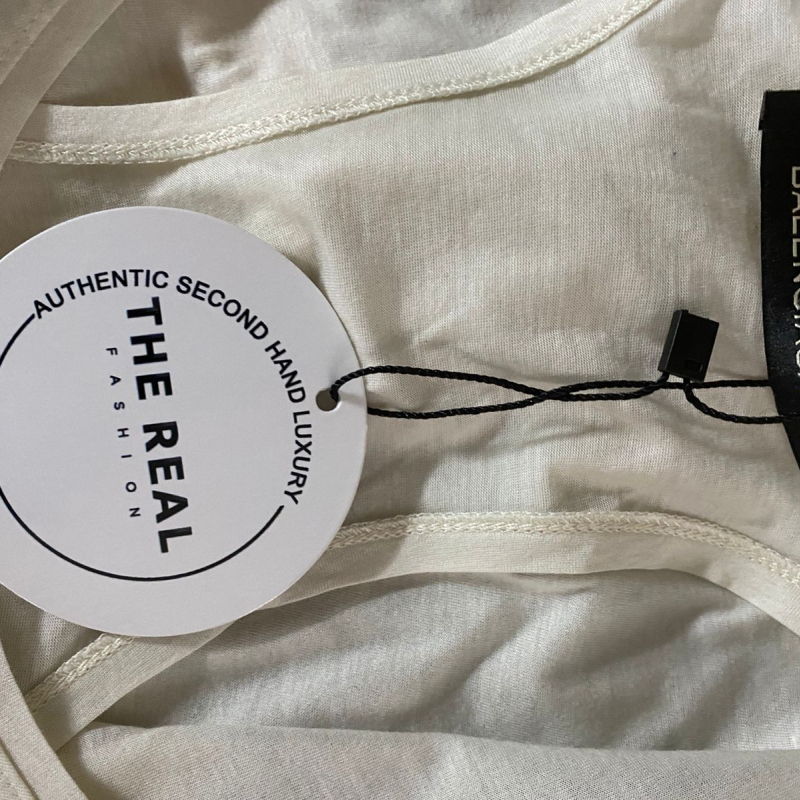 AUTHENTIC SECOND HAND LUXURY
THE REAL
FASHION